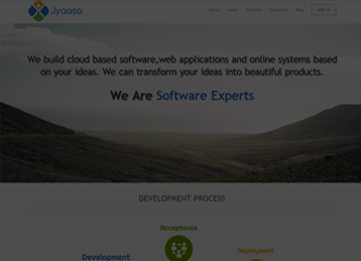 Jyaasa
Home Career Portfolio Contact Us Blog HIRE US
We build cloud based software,web applications and online systems based
on your ideas. We can transform your ideas into beautiful products.
We Are Software Experts
DEVELOPMENT PROCESS
Acceptance
Development
Deployment